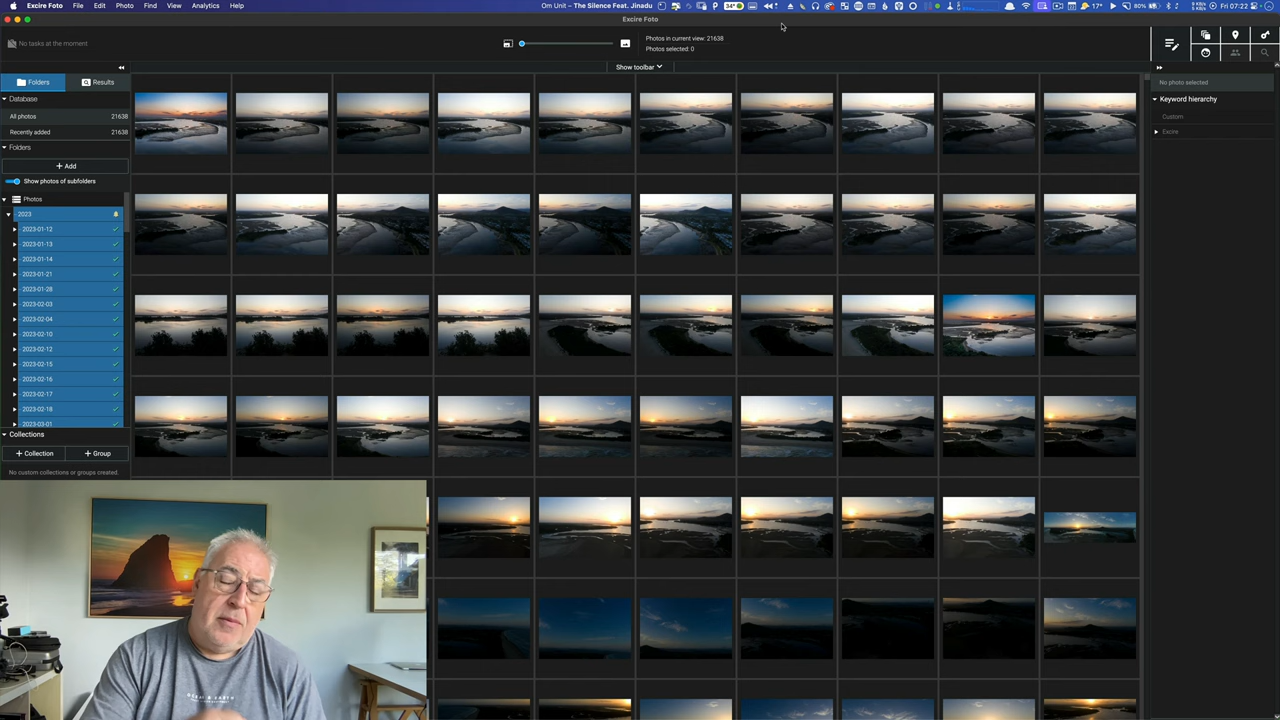 Excire Foto File Edit Photo Find View Analytics Help
Om Unit – The Silence Feat. Jinadu
34°
17°
80%
Fri 07:22
Excire Foto
No tasks at the moment
Photos in current view: 21638
Photos selected: 0
Show toolbar
Folders
Results
Database
All photos 21638
Recently added 21638
Folders
+ Add
Show photos of subfolders
Photos
2023
2023-01-12
2023-01-13
2023-01-14
2023-01-21
2023-01-28
2023-02-03
2023-02-04
2023-02-10
2023-02-12
2023-02-15
2023-02-16
2023-02-17
2023-02-18
2023-03-01
Collections
+ Collection
+ Group
No custom collections or groups created.
No photo selected
Keyword hierarchy
Custom
Excire